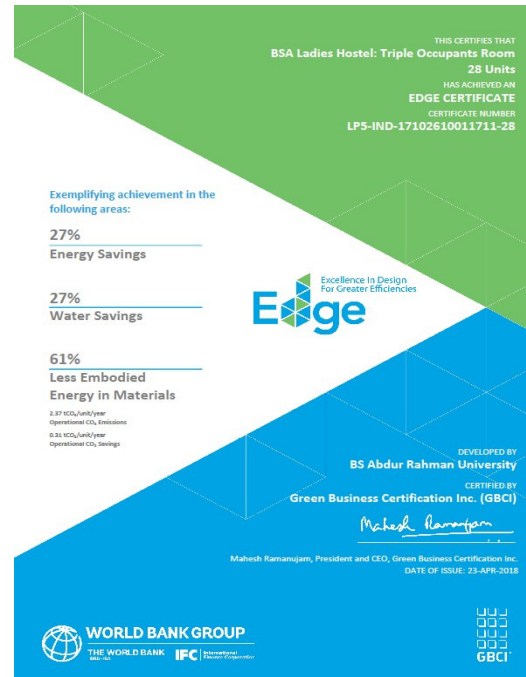 THIS CERTIFIES THAT
BSA Ladies Hostel: Triple Occupants Room
28 Units
HAS ACHIEVED AN
EDGE CERTIFICATE
CERTIFICATE NUMBER
LP5-IND-17102610011711-28
Exemplifying achievement in the
following areas:
27%
Energy Savings
27%
Water Savings
61%
Less Embodied
Energy in Materials
2.37 tCO₂/unit/year
Operational CO₂ Emissions
0.31 tCO₂/unit/year
Operational CO₂ Savings
Edge
Excellence In Design
For Greater Efficiencies
DEVELOPED BY
BS Abdur Rahman University
CERTIFIED BY
Green Business Certification Inc. (GBCI)
Mahesh Ramanujam
Mahesh Ramanujam, President and CEO, Green Business Certification Inc.
DATE OF ISSUE: 23-APR-2018
WORLD BANK GROUP
THE WORLD BANK
IBRD • IDA
IFC International
Finance Corporation
GBCI